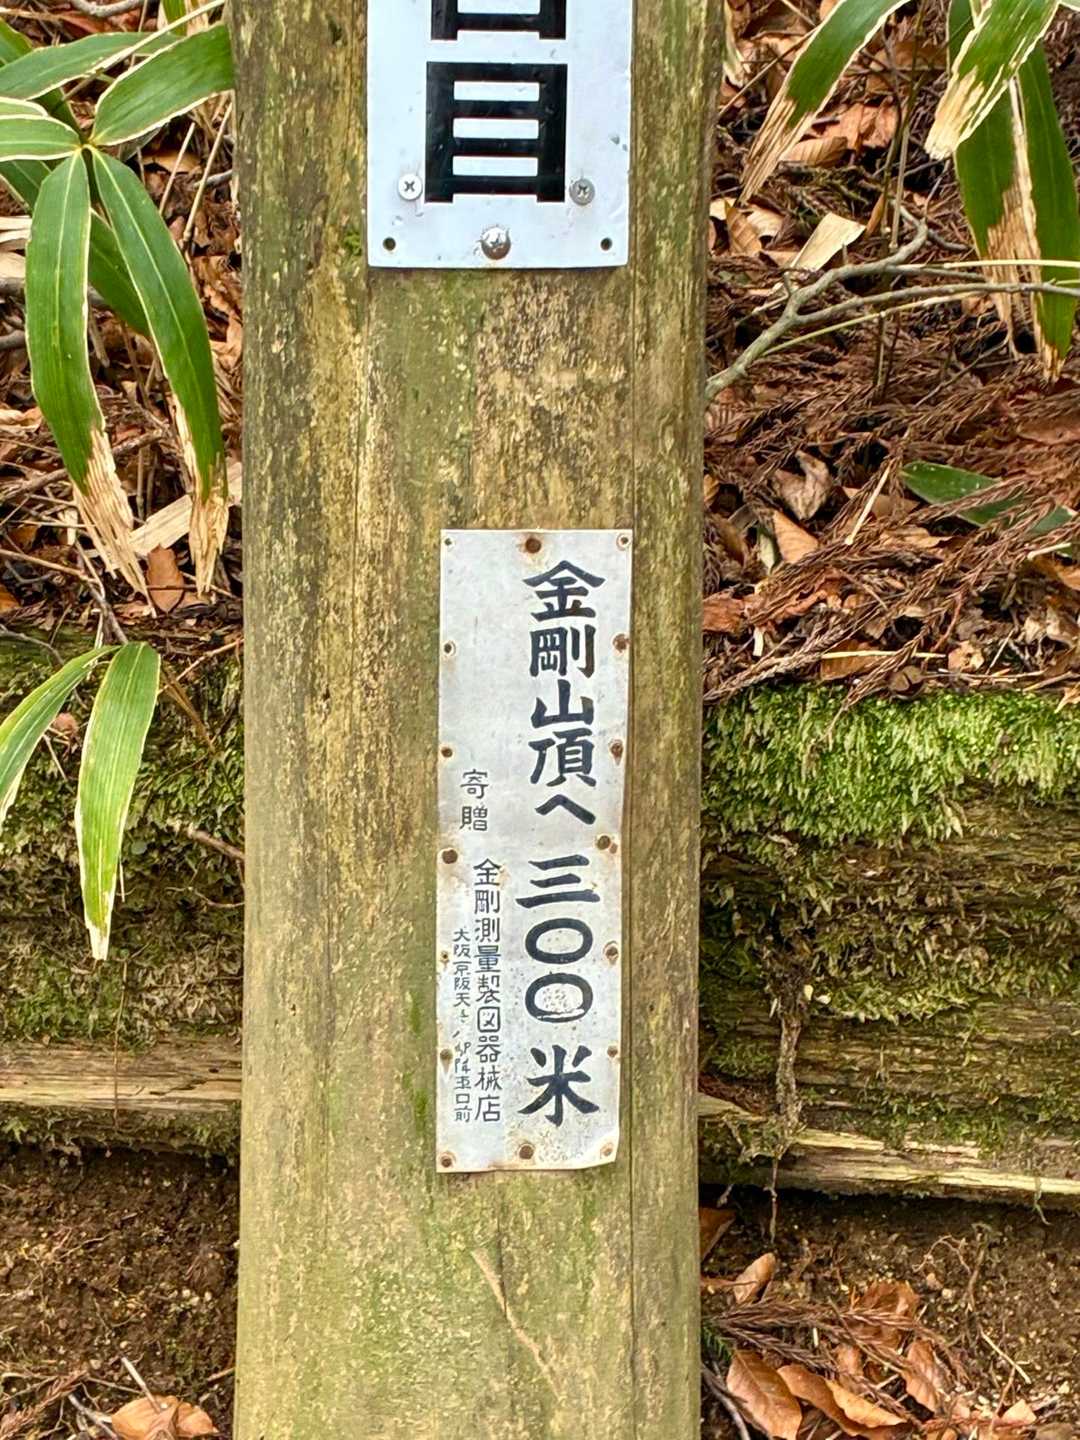 目
金剛山頂へ 三〇〇米
寄贈
金剛測量製図器械店
大阪京阪天